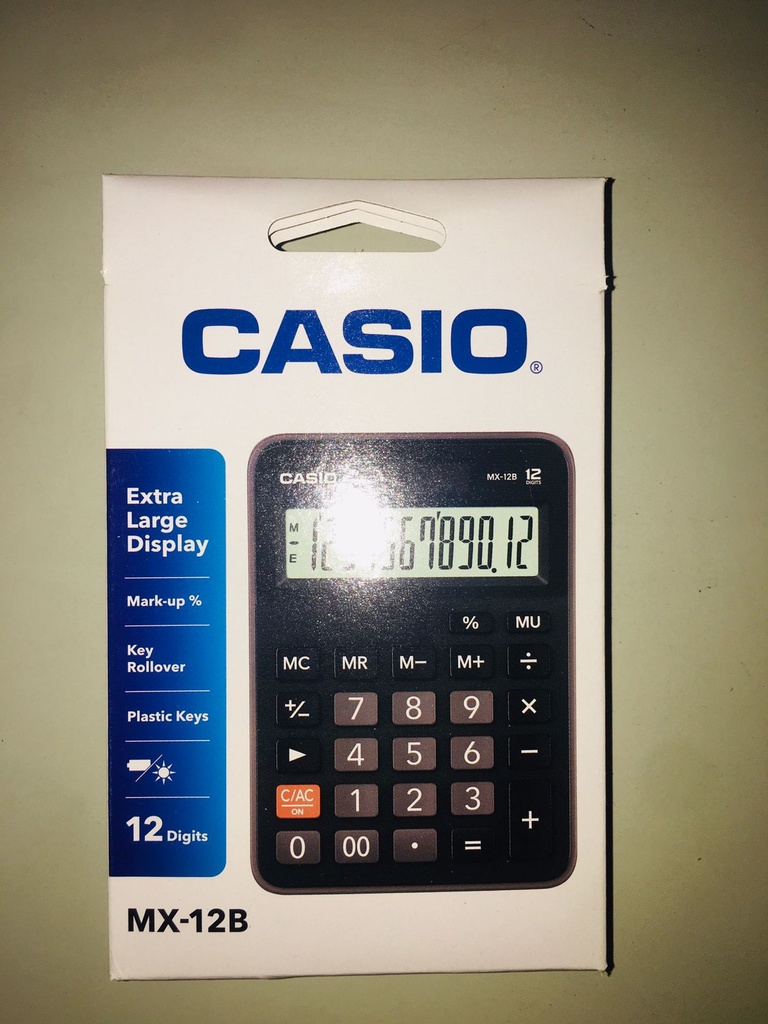 CASIO®
Extra
Large
Display
Mark-up %
Key
Rollover
Plastic Keys
12 Digits
MX-12B
CASIO
MX-12B 12
DIGITS
M
E
% MU
MC MR M− M+ ÷
+/− 7 8 9 ×
▶ 4 5 6 −
C/AC
ON
1 2 3 +
0 00 · =